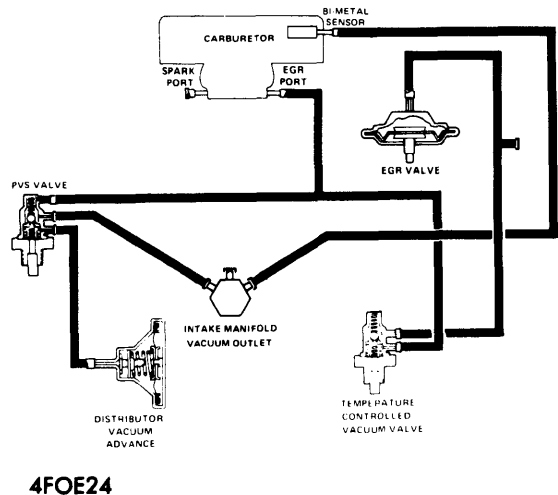 BI-METAL
SENSOR
CARBURETOR
SPARK
PORT
EGR
PORT
EGR VALVE
PVS VALVE
INTAKE MANIFOLD
VACUUM OUTLET
DISTRIBUTOR
VACUUM
ADVANCE
TEMPERATURE
CONTROLLED
VACUUM VALVE
4FOE24